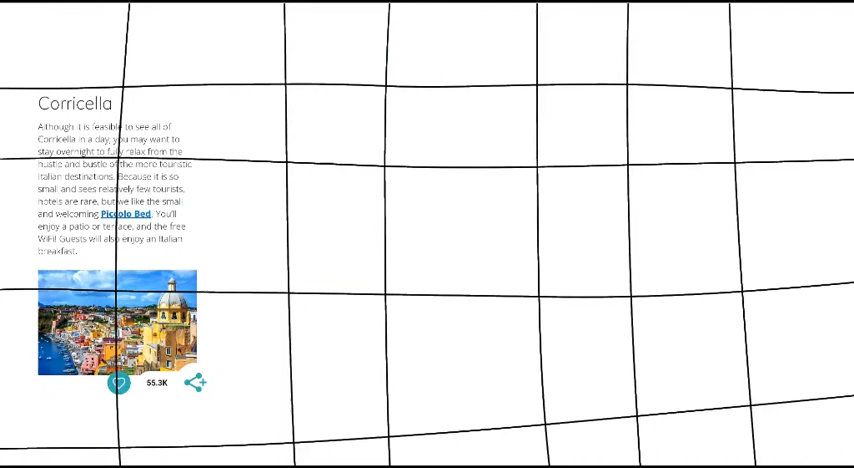 Corricella
Although it is feasible to see all of
Corricella in a day, you may want to
stay overnight to fully relax from the
hustle and bustle of the more touristic
Italian destinations. Because it is so
small and sees relatively few tourists,
hotels are rare, but we like the small
and welcoming Piccolo Bed. You'll
enjoy a patio or terrace, and the free
WiFi! Guests will also enjoy an Italian
breakfast.
55.3K